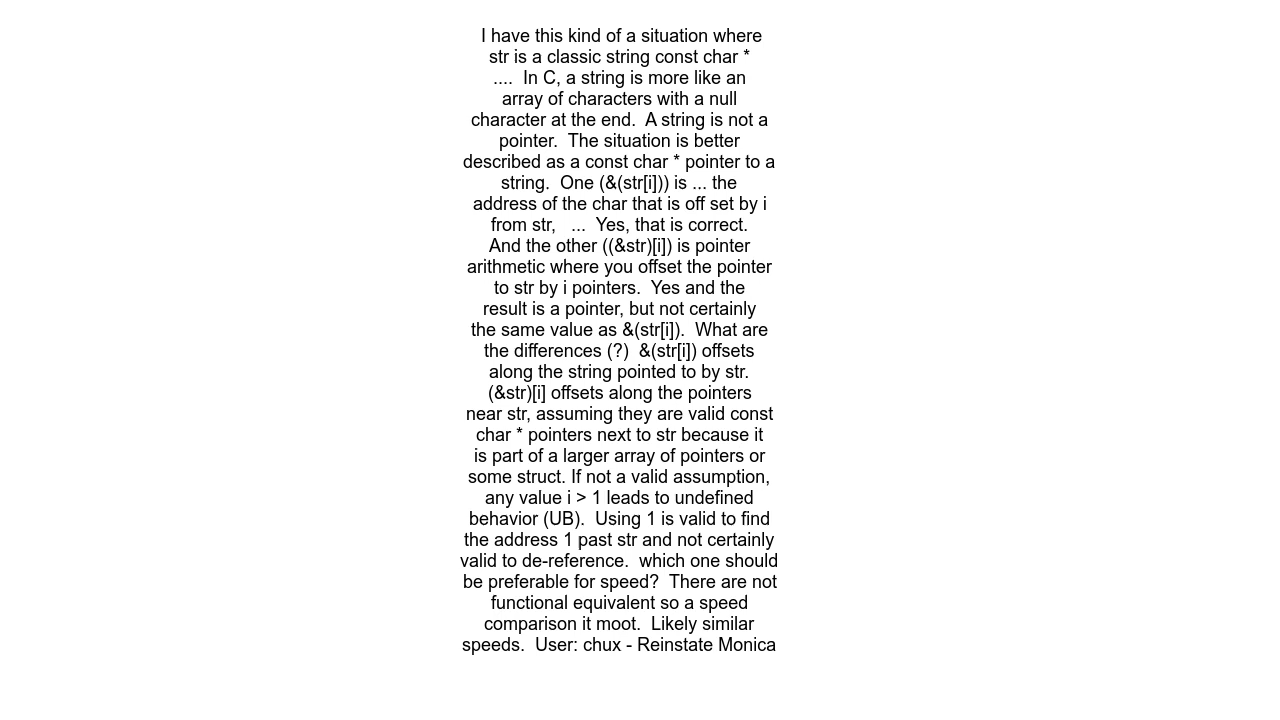 I have this kind of a situation where
str is a classic string const char *
....  In C, a string is more like an
array of characters with a null
character at the end.  A string is not a
pointer.  The situation is better
described as a const char * pointer to a
string.  One (&(str[i])) is ... the
address of the char that is off set by i
from str,   ...  Yes, that is correct.
And the other ((&str)[i]) is pointer
arithmetic where you offset the pointer
to str by i pointers.  Yes and the
result is a pointer, but not certainly
the same value as &(str[i]).  What are
the differences (?)  &(str[i]) offsets
along the string pointed to by str.
(&str)[i] offsets along the pointers
near str, assuming they are valid const
char * pointers next to str because it
is part of a larger array of pointers or
some struct. If not a valid assumption,
any value i > 1 leads to undefined
behavior (UB).  Using 1 is valid to find
the address 1 past str and not certainly
valid to de-reference.  which one should
be preferable for speed?  There are not
functional equivalent so a speed
comparison it moot.  Likely similar
speeds.  User: chux - Reinstate Monica